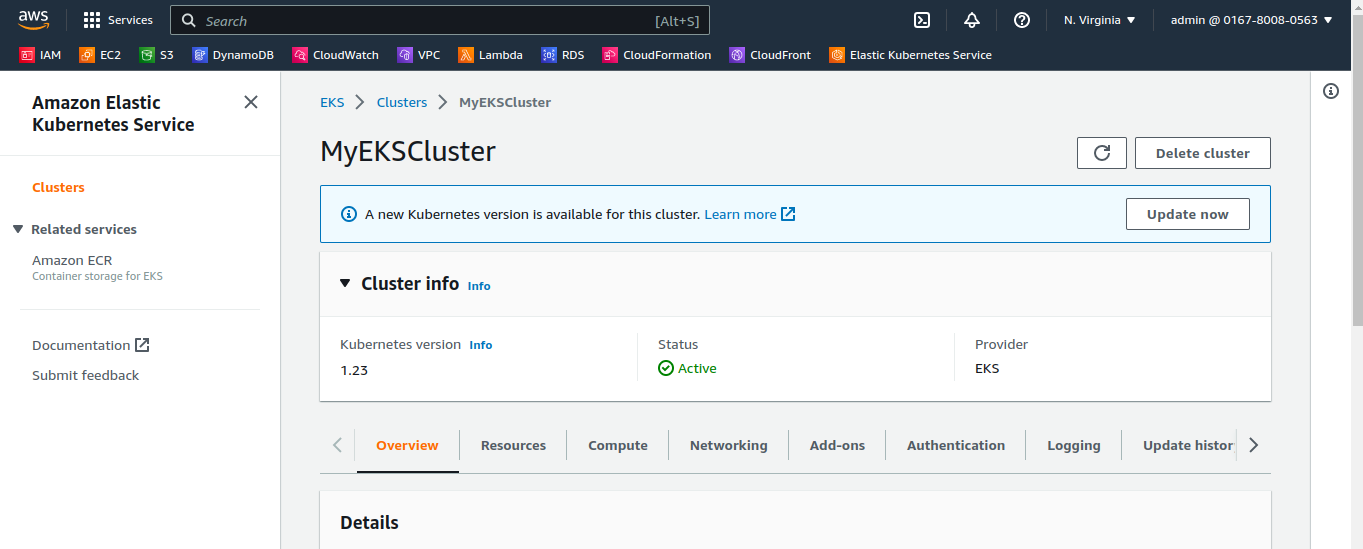 aws
Services
Search
[Alt+S]
N. Virginia
admin @ 0167-8008-0563
IAM
EC2
S3
DynamoDB
CloudWatch
VPC
Lambda
RDS
CloudFormation
CloudFront
Elastic Kubernetes Service
Amazon Elastic
Kubernetes Service
Clusters
Related services
Amazon ECR
Container storage for EKS
Documentation
Submit feedback
EKS
Clusters
MyEKSCluster
MyEKSCluster
Delete cluster
A new Kubernetes version is available for this cluster. Learn more
Update now
Cluster info Info
Kubernetes version Info
1.23
Status
Active
Provider
EKS
Overview
Resources
Compute
Networking
Add-ons
Authentication
Logging
Update histor
Details